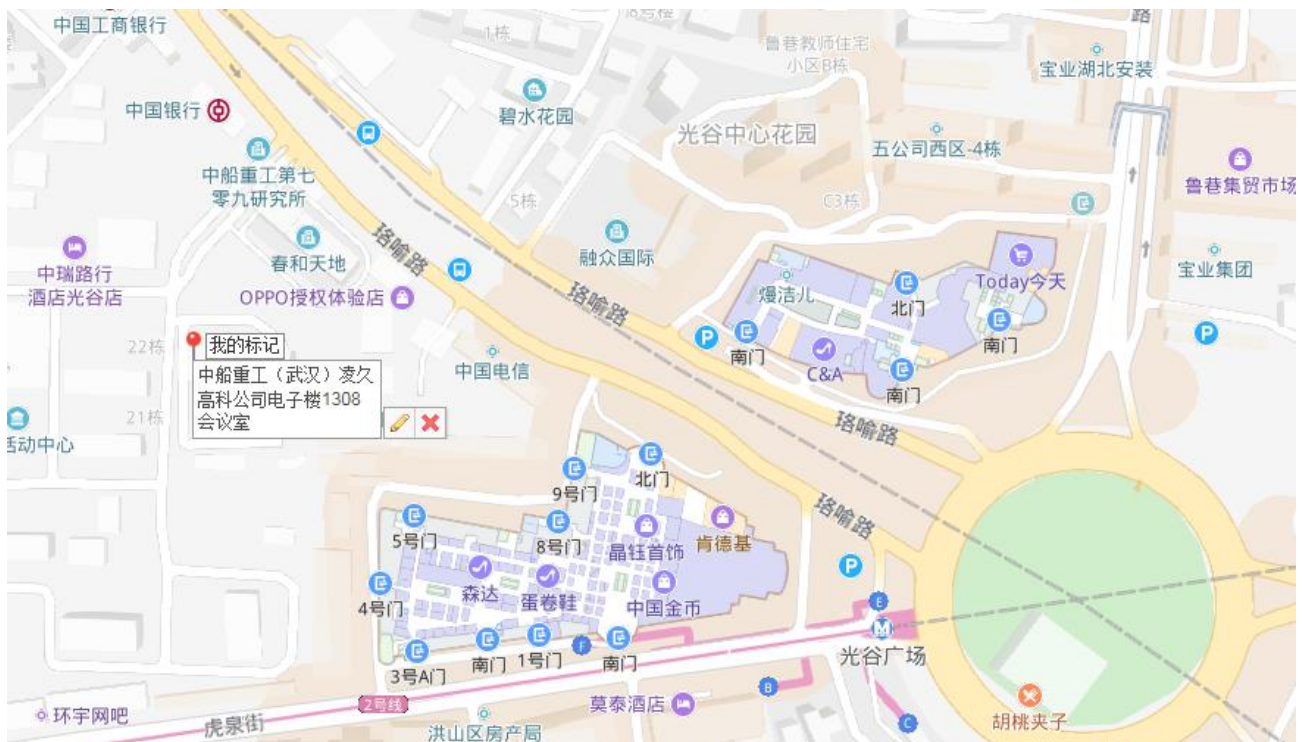 中国工商银行
1栋
8号楼
鲁巷教师住宅
小区B栋
路
宝业湖北安装
中国银行
碧水花园
光谷中心花园
五公司西区-4栋
鲁巷集贸市场
中船重工第七
零九研究所
5栋
C3栋
珞喻路
春和天地
融众国际
宝业集团
中瑞路行
酒店光谷店
OPPO授权体验店
珞喻路
熳洁儿
Today今天
北门
南门
P
南门
P
C&A
南门
22栋
我的标记
中船重工（武汉）凌久
高科公司电子楼1308
会议室
中国电信
21栋
活动中心
珞喻路
北门
9号门
珞喻路
5号门
8号门
晶钰首饰
肯德基
P
森达
蛋卷鞋
中国金币
4号门
E
M
光谷广场
3号A门
南门
1号门
F
南门
B
C
2号线
莫泰酒店
胡桃夹子
环宇网吧
虎泉街
洪山区房产局